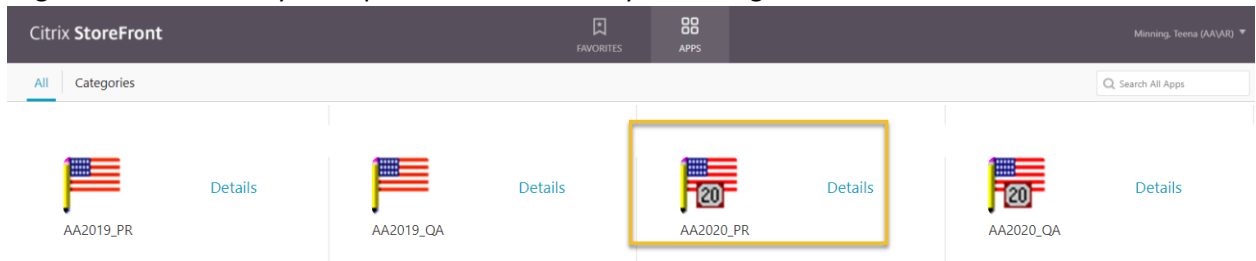 Citrix StoreFront
FAVORITES
APPS
Minning, Teena (AA\AR)
All
Categories
Search All Apps
Details
Details
20
Details
20
Details
AA2019_PR
AA2019_QA
AA2020_PR
AA2020_QA